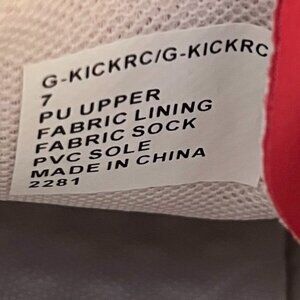 G-KICKRC/G-KICKRC
7
PU UPPER
FABRIC LINING
FABRIC SOCK
PVC SOLE
MADE IN CHINA
2281